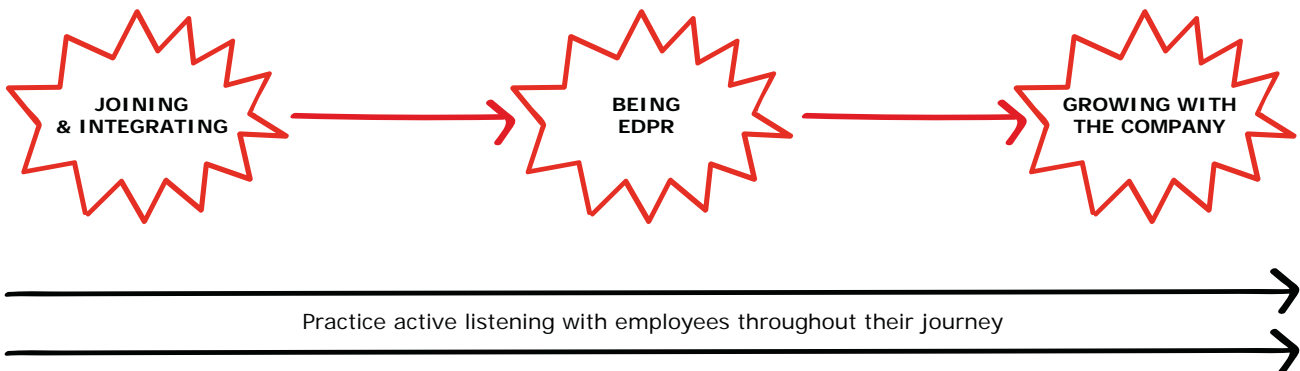 JOINING
& INTEGRATING
BEING
EDPR
GROWING WITH
THE COMPANY
Practice active listening with employees throughout their journey